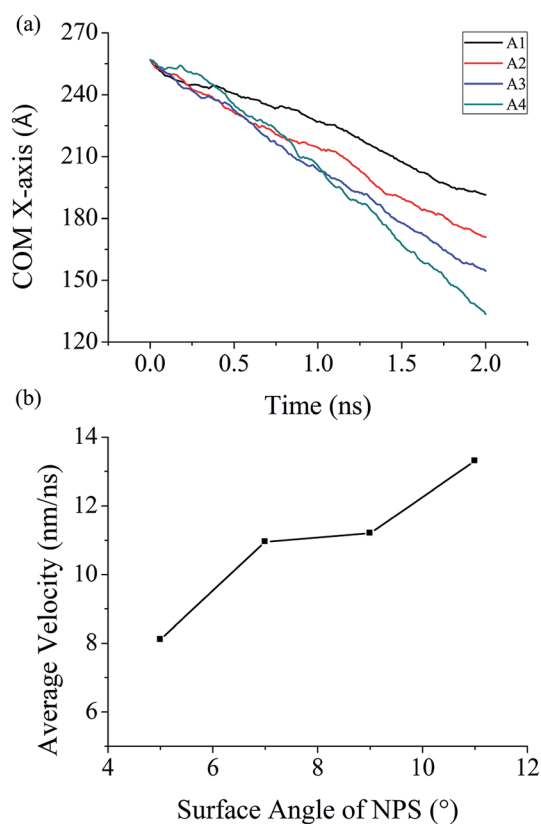 (a)
270
240
210
180
150
120
COM X-axis (Å)
A1
A2
A3
A4
0.0 0.5 1.0 1.5 2.0
Time (ns)
(b)
14
12
10
8
6
Average Velocity (nm/ns)
4 6 8 10 12
Surface Angle of NPS (°)